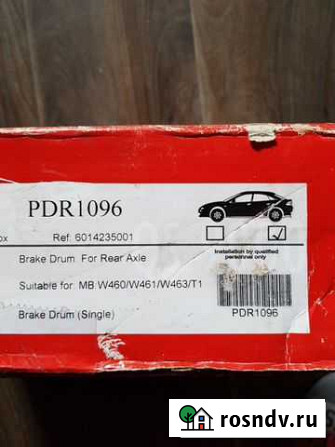 PDR1096
ox Ref: 6014235001
Installation by qualified
personnel only
Brake Drum For Rear Axle
Suitable for: MB:W460/W461/W463/T1
Brake Drum (Single)
PDR1096
rosndv.ru